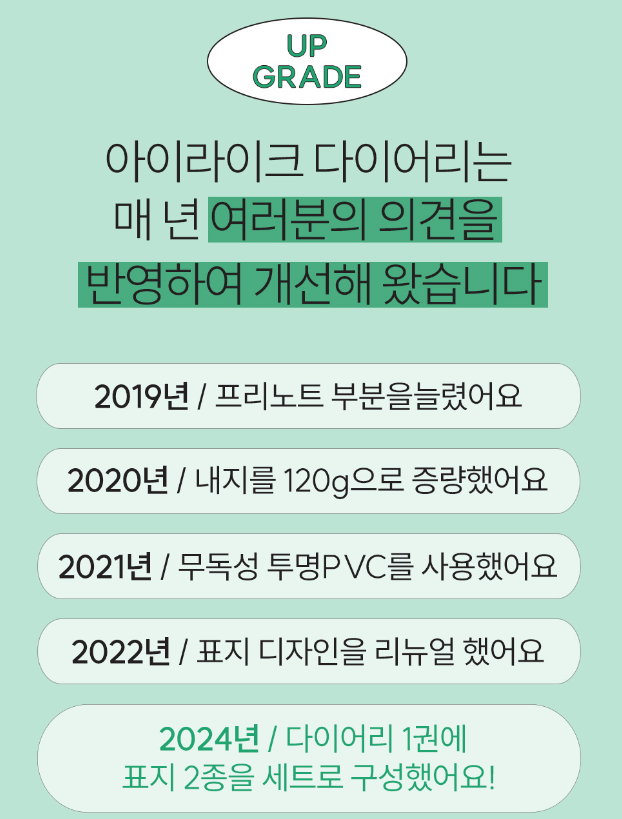 UP
GRADE
아이라이크 다이어리는
매 년 여러분의 의견을
반영하여 개선해 왔습니다
2019년 / 프리노트 부분을늘렸어요
2020년 / 내지를 120g으로 증량했어요
2021년 / 무독성 투명PVC를 사용했어요
2022년 / 표지 디자인을 리뉴얼 했어요
2024년 / 다이어리 1권에
표지 2종을 세트로 구성했어요!